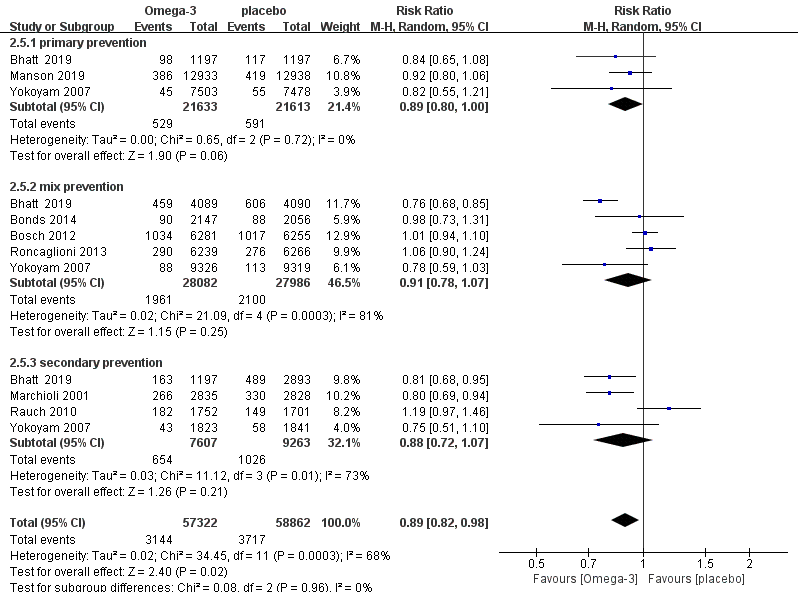 Omega-3 placebo Risk Ratio Risk Ratio
Study or Subgroup Events Total Events Total Weight M-H, Random, 95% CI M-H, Random, 95% CI
2.5.1 primary prevention
Bhatt 2019 98 1197 117 1197 6.7% 0.84 [0.65, 1.08]
Manson 2019 386 12933 419 12938 10.8% 0.92 [0.80, 1.06]
Yokoyam 2007 45 7503 55 7478 3.8% 0.82 [0.55, 1.21]
Subtotal (95% CI) 21633 21613 21.4% 0.89 [0.80, 1.00]
Total events 529 591
Heterogeneity: Tau² = 0.00; Chi² = 0.65, df = 2 (P = 0.72); I² = 0%
Test for overall effect: Z = 1.90 (P = 0.06)
2.5.2 mix prevention
Bhatt 2019 459 4089 606 4090 11.7% 0.76 [0.68, 0.85]
Bonds 2014 90 2147 88 2056 5.9% 0.98 [0.73, 1.31]
Bosch 2012 1034 6281 1017 6255 12.9% 1.01 [0.94, 1.10]
Roncaglioni 2013 290 6239 276 6266 10.0% 1.06 [0.90, 1.24]
Yokoyam 2007 88 9326 113 9319 6.1% 0.78 [0.59, 1.03]
Subtotal (95% CI) 28082 27986 46.5% 0.91 [0.78, 1.07]
Total events 1961 2100
Heterogeneity: Tau² = 0.02; Chi² = 21.09, df = 4 (P = 0.0003); I² = 81%
Test for overall effect: Z = 1.15 (P = 0.25)
2.5.3 secondary prevention
Bhatt 2019 163 1197 489 2893 9.8% 0.81 [0.68, 0.95]
Marchioli 2001 266 2835 330 2828 10.2% 0.80 [0.69, 0.94]
Rauch 2010 182 1752 149 1701 8.2% 1.19 [0.97, 1.46]
Yokoyam 2007 43 1823 58 1841 4.0% 0.75 [0.51, 1.10]
Subtotal (95% CI) 7607 9263 32.1% 0.88 [0.72, 1.07]
Total events 654 1026
Heterogeneity: Tau² = 0.03; Chi² = 11.12, df = 3 (P = 0.01); I² = 73%
Test for overall effect: Z = 1.26 (P = 0.21)
Total (95% CI) 57322 58862 100.0% 0.89 [0.82, 0.98]
Total events 3144 3717
Heterogeneity: Tau² = 0.02; Chi² = 34.45, df = 11 (P = 0.0003); I² = 68%
Test for overall effect: Z = 2.40 (P = 0.02)
Test for subgroup differences: Chi² = 0.08, df = 2 (P = 0.96), I² = 0%
0.5 0.7 1 1.5 2
Favours [Omega-3] Favours [placebo]